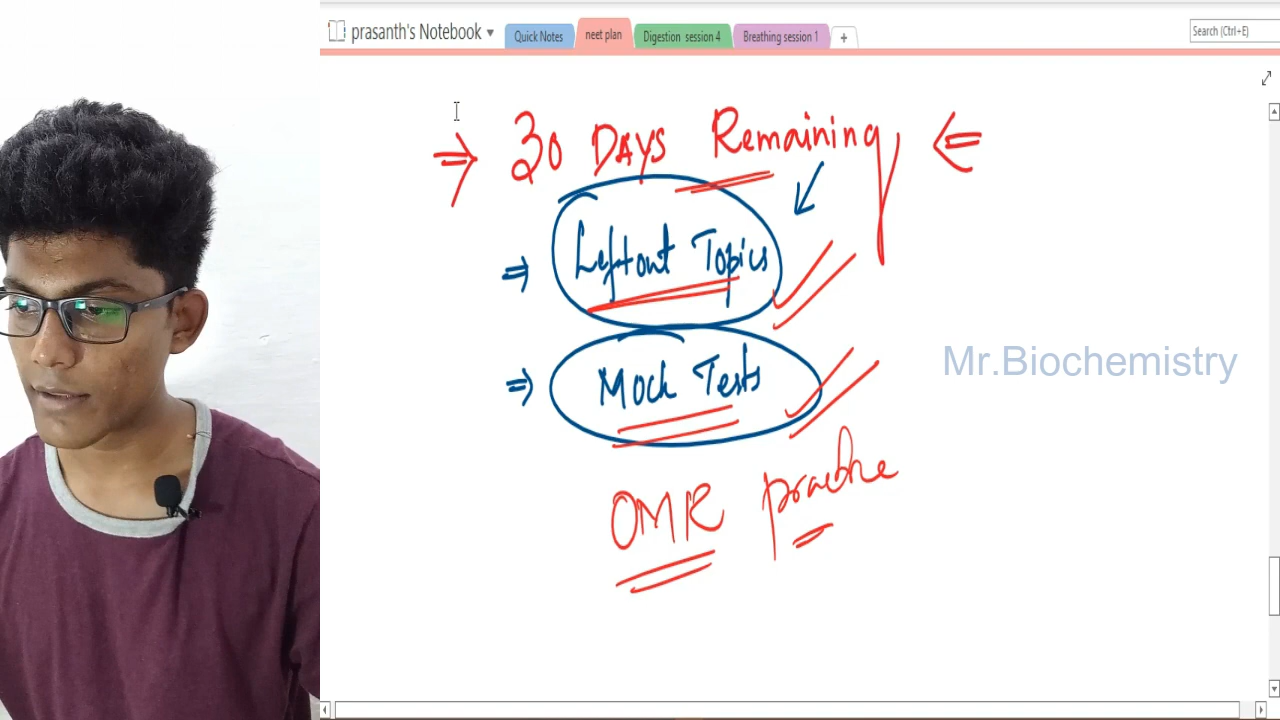 prasanth's Notebook
Quick Notes
neet plan
Digestion session 4
Breathing session 1
+
Search (Ctrl+E)
⇒ 30 DAYS Remaining ⇐
⇒ Leftout Topics
Mr.Biochemistry
⇒ Mock Tests
OMR practice